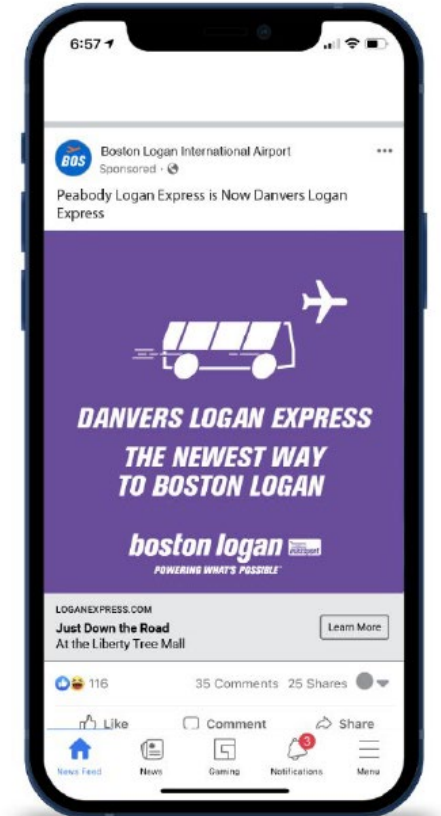 6:57
BOS
Boston Logan International Airport
Sponsored ·
Peabody Logan Express is Now Danvers Logan
Express
DANVERS LOGAN EXPRESS
THE NEWEST WAY
TO BOSTON LOGAN
boston logan
POWERING WHAT'S POSSIBLE™
LOGANEXPRESS.COM
Just Down the Road
At the Liberty Tree Mall
Learn More
116
35 Comments 25 Shares
Like Comment Share
3
News Feed News Gaming Notifications Menu